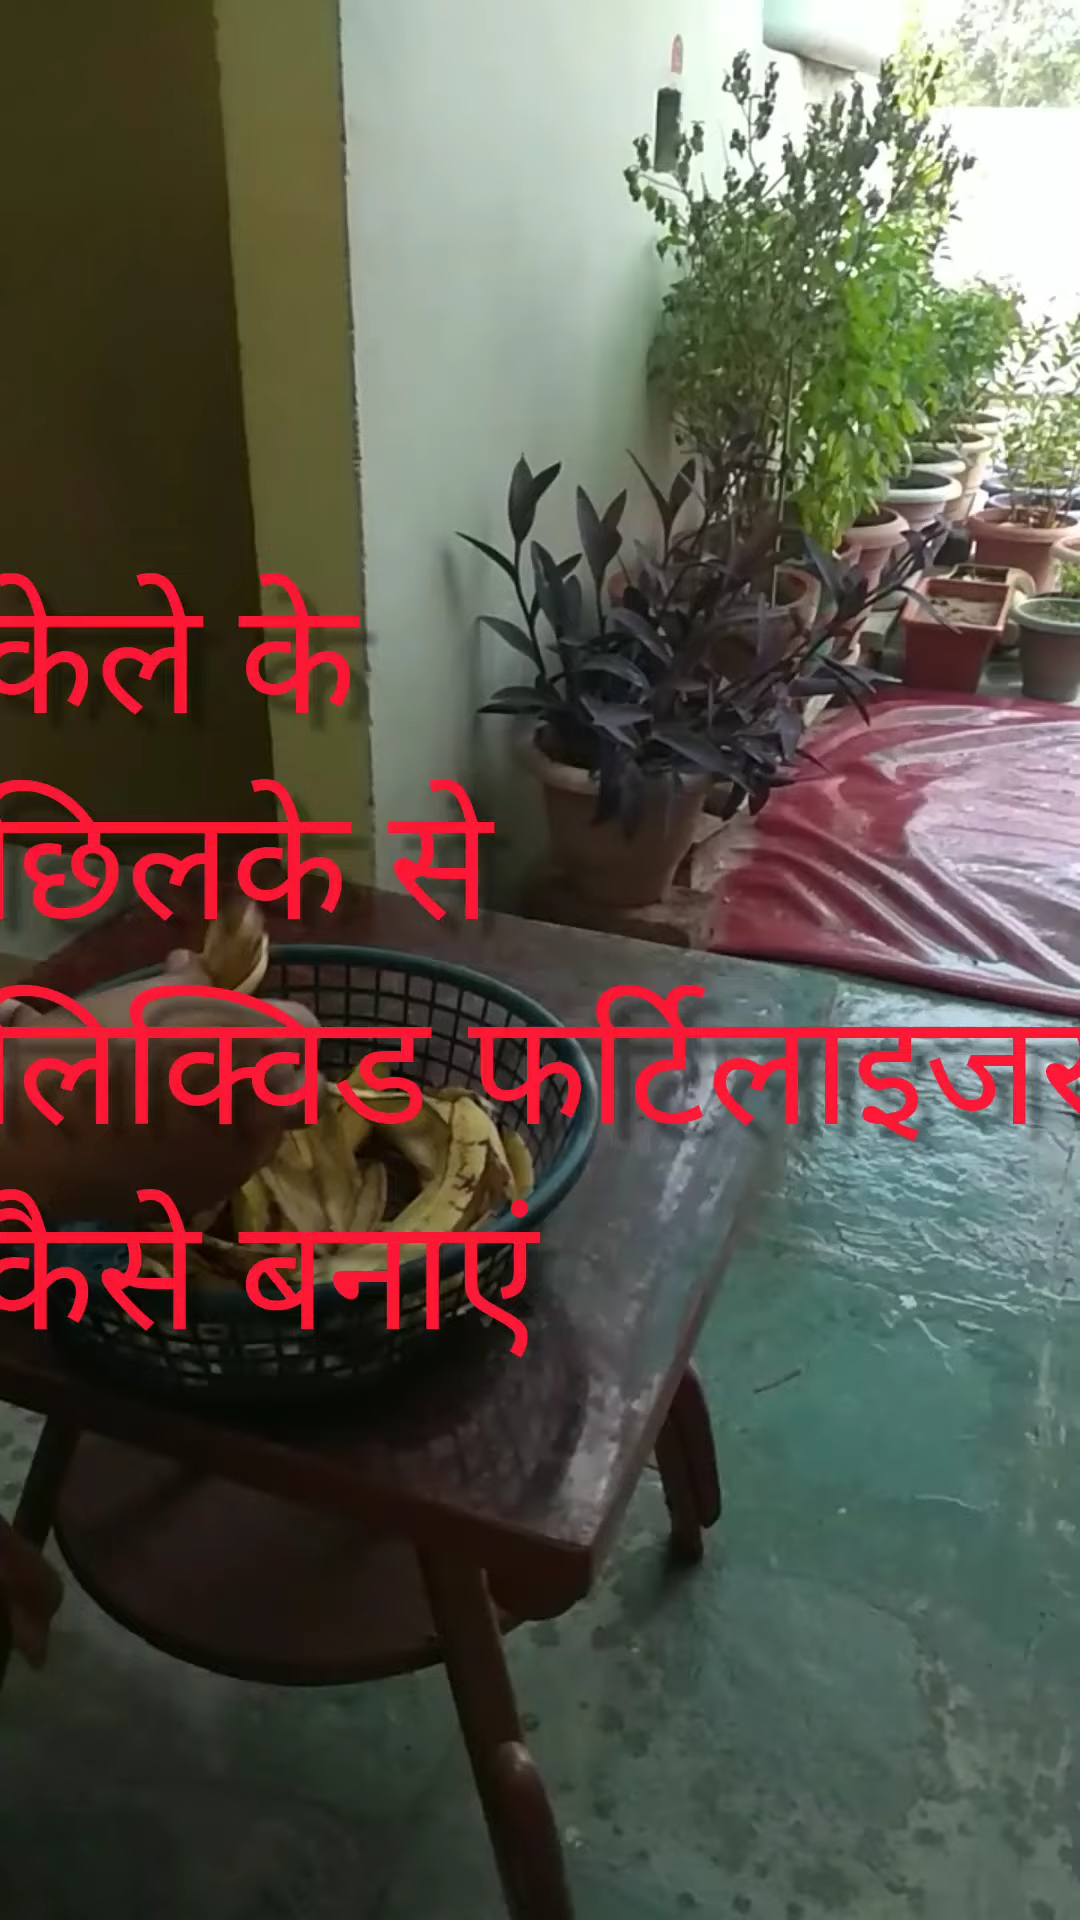 केले के
छिलके से
लिक्विड फर्टिलाइजर
कैसे बनाएं